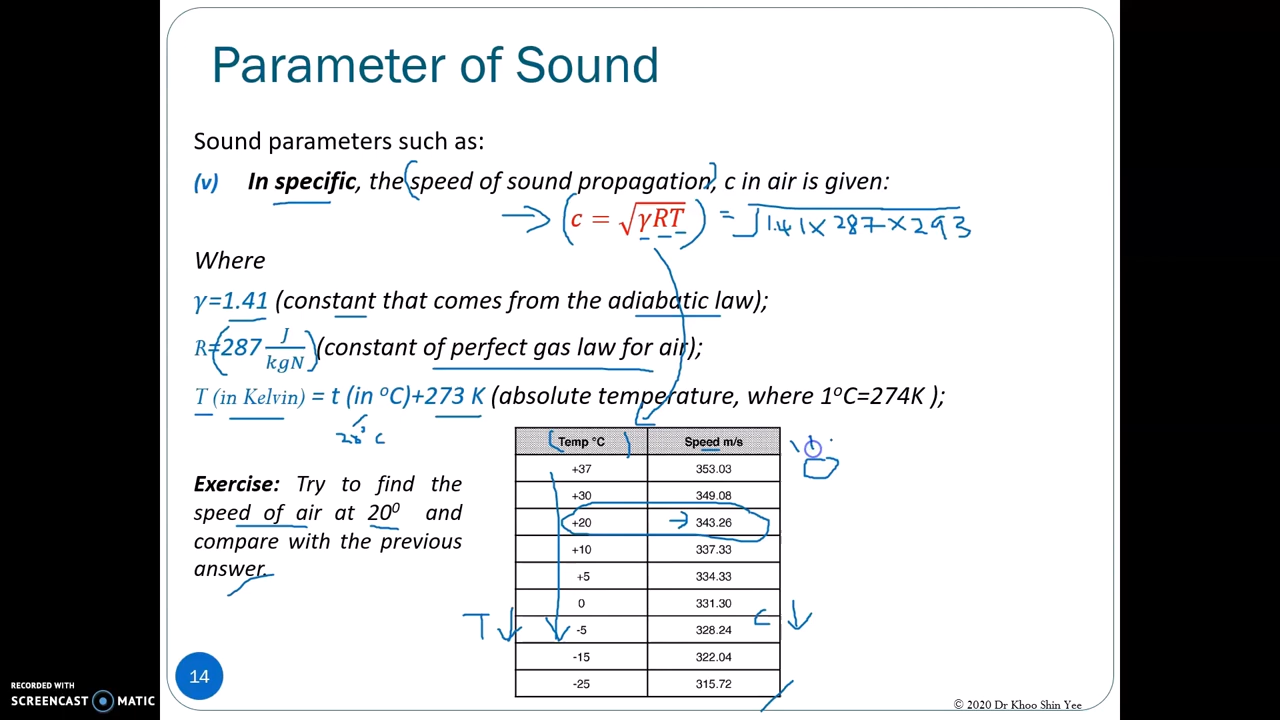 Parameter of Sound
Sound parameters such as:
(v) In specific, the speed of sound propagation, c in air is given:
c = √γRT = √1.41 x 287 x 293
Where
γ=1.41 (constant that comes from the adiabatic law);
R=287 J/kgN (constant of perfect gas law for air);
T (in Kelvin) = t (in ⁰C)+273 K (absolute temperature, where 1⁰C=274K );
20° C
Exercise: Try to find the
speed of air at 20⁰ and
compare with the previous
answer.
Temp °C Speed m/s
+37 353.03
+30 349.08
+20 343.26
+10 337.33
+5 334.33
0 331.30
-5 328.24
-15 322.04
-25 315.72
T ↓
C ↓
14
RECORDED WITH
SCREENCAST MATIC
© 2020 Dr Khoo Shin Yee